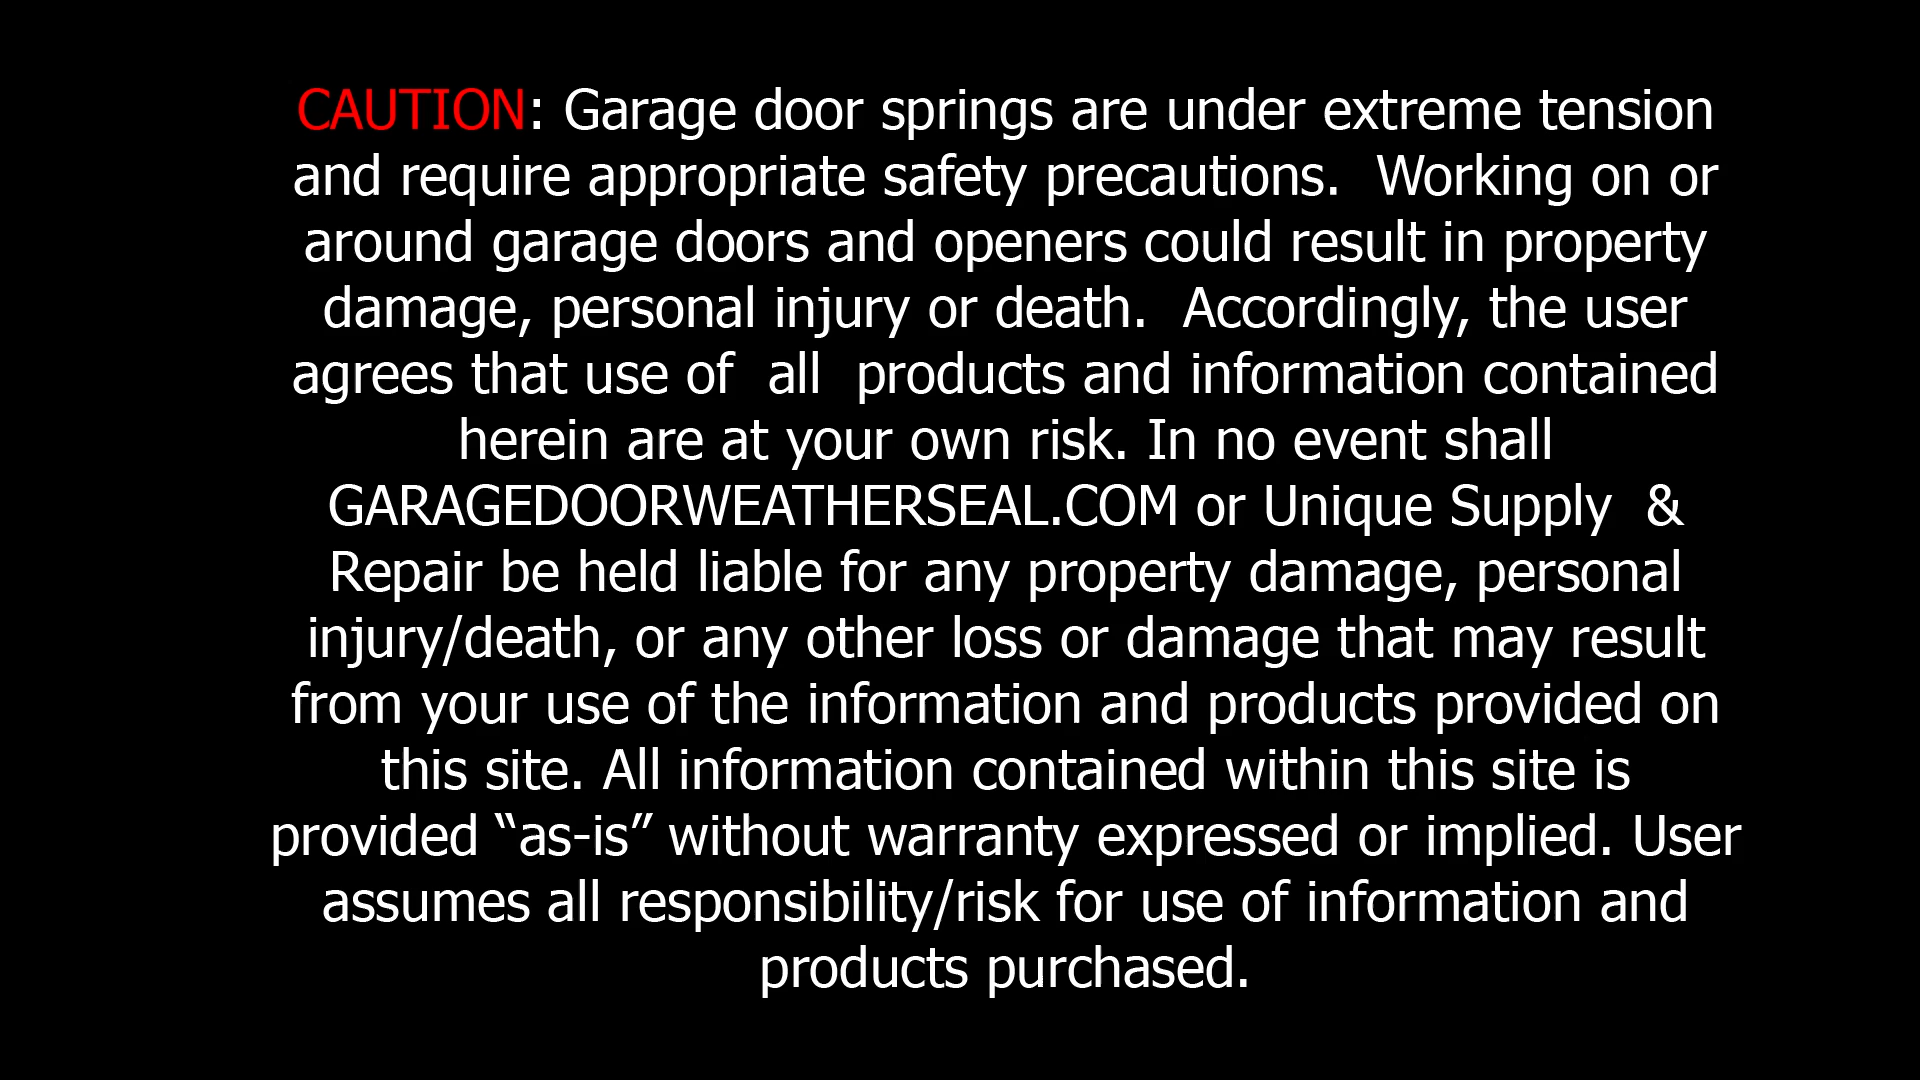 CAUTION: Garage door springs are under extreme tension
and require appropriate safety precautions.  Working on or
around garage doors and openers could result in property
damage, personal injury or death.  Accordingly, the user
agrees that use of  all  products and information contained
herein are at your own risk. In no event shall
GARAGEDOORWEATHERSEAL.COM or Unique Supply  &
Repair be held liable for any property damage, personal
injury/death, or any other loss or damage that may result
from your use of the information and products provided on
this site. All information contained within this site is
provided “as-is” without warranty expressed or implied. User
assumes all responsibility/risk for use of information and
products purchased.